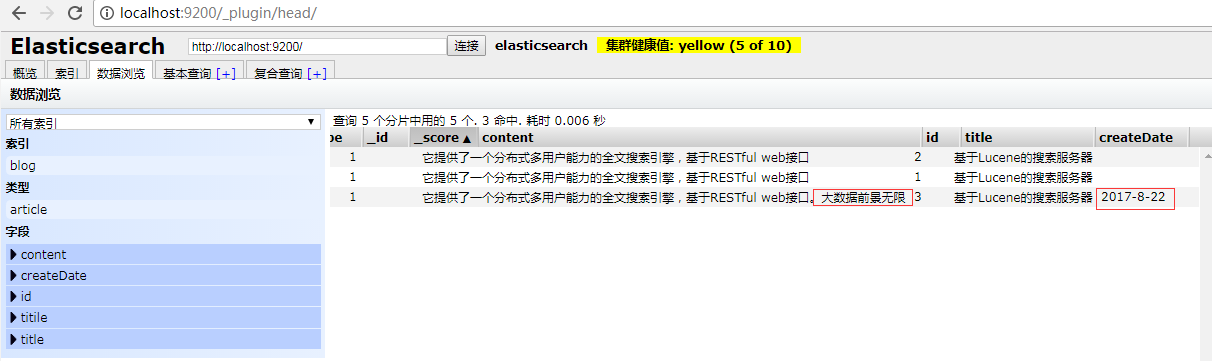 localhost:9200/_plugin/head/
Elasticsearch http://localhost:9200/ 连接 elasticsearch 集群健康值: yellow (5 of 10)
概览 索引 数据浏览 基本查询 [+] 复合查询 [+]
数据浏览
所有索引
索引
blog
类型
article
字段
content
createDate
id
titile
title
查询 5 个分片中用的 5 个. 3 命中. 耗时 0.006 秒
pe _id _score content id title createDate
1 它提供了一个分布式多用户能力的全文搜索引擎，基于RESTful web接口 2 基于Lucene的搜索服务器
1 它提供了一个分布式多用户能力的全文搜索引擎，基于RESTful web接口 1 基于Lucene的搜索服务器
1 它提供了一个分布式多用户能力的全文搜索引擎，基于RESTful web接口。大数据前景无限 3 基于Lucene的搜索服务器 2017-8-22